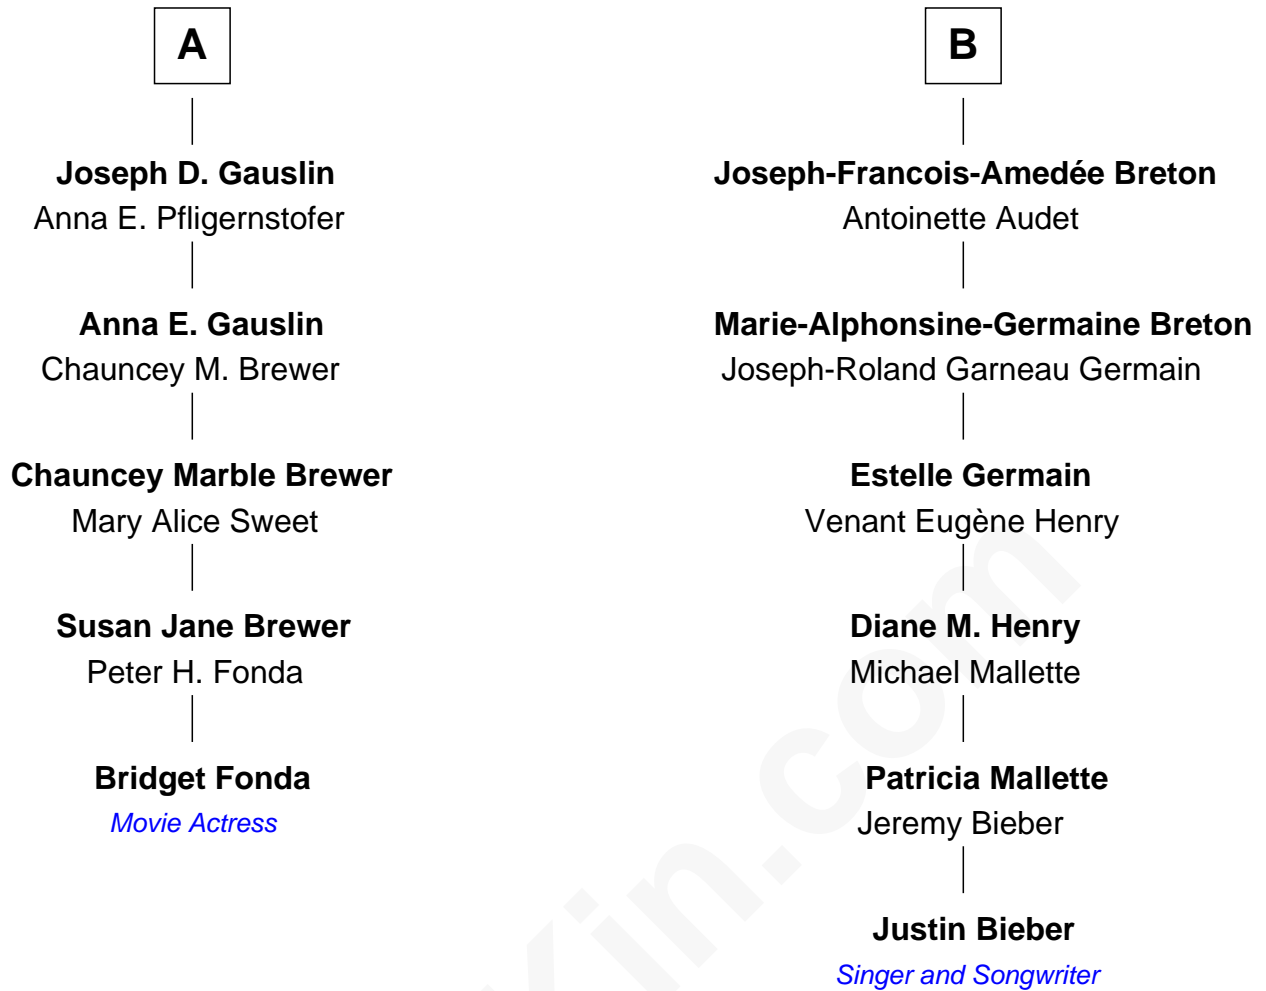 A
Joseph D. Gauslin
Anna E. Pfligernstofer
Anna E. Gauslin
Chauncey M. Brewer
Chauncey Marble Brewer
Mary Alice Sweet
Susan Jane Brewer
Peter H. Fonda
Bridget Fonda
Movie Actress
B
Joseph-Francois-Amedée Breton
Antoinette Audet
Marie-Alphonsine-Germaine Breton
Joseph-Roland Garneau Germain
Estelle Germain
Venant Eugène Henry
Diane M. Henry
Michael Mallette
Patricia Mallette
Jeremy Bieber
Justin Bieber
Singer and Songwriter